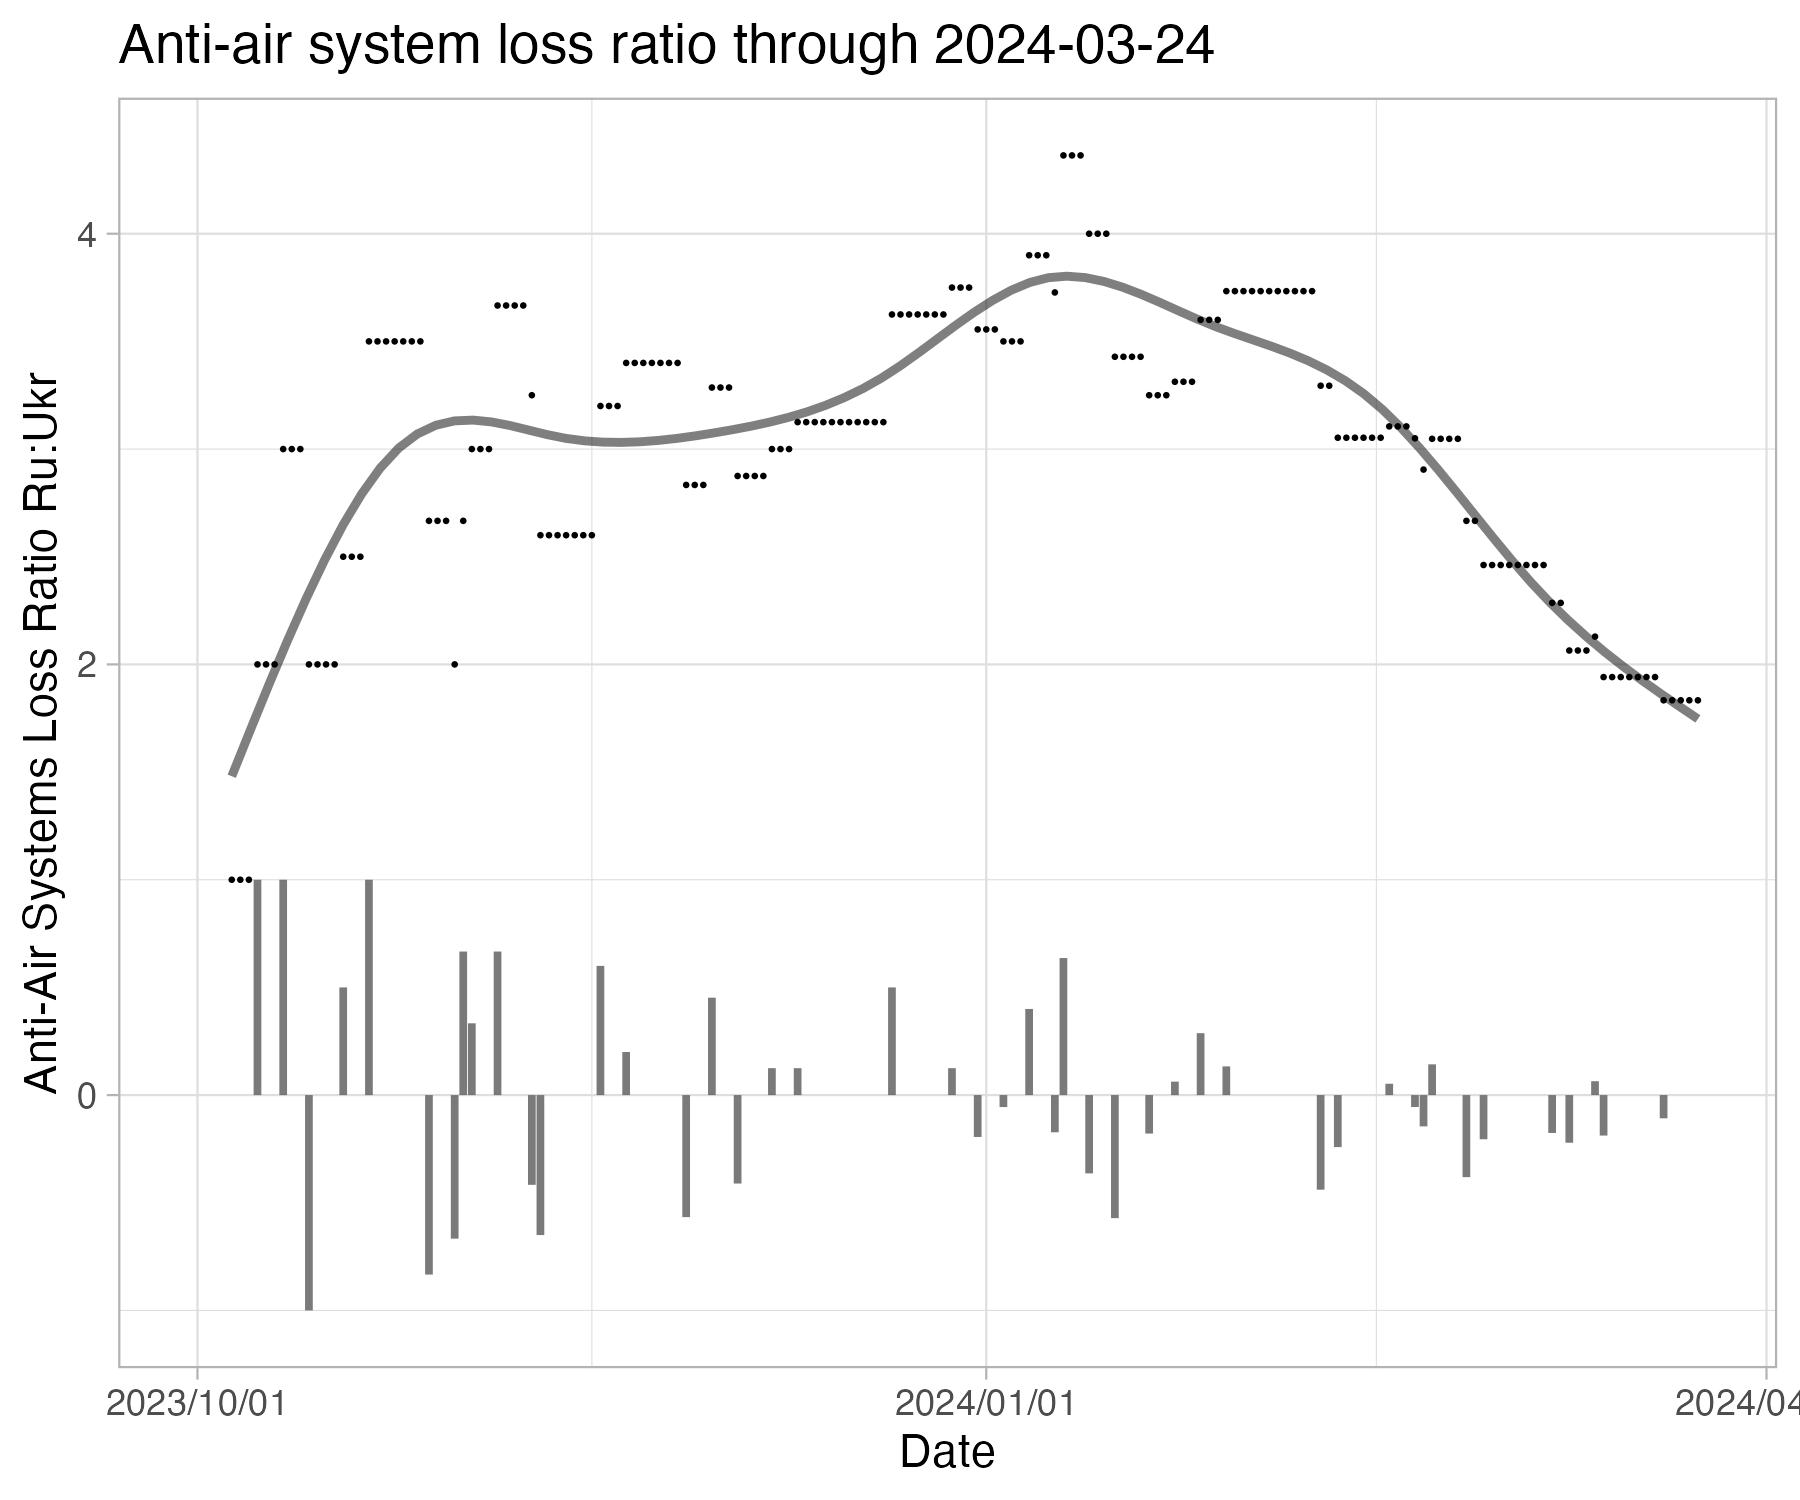 Anti-air system loss ratio through 2024-03-24
Anti-Air Systems Loss Ratio Ru:Ukr
4
2
0
2023/10/01
2024/01/01
2024/04
Date